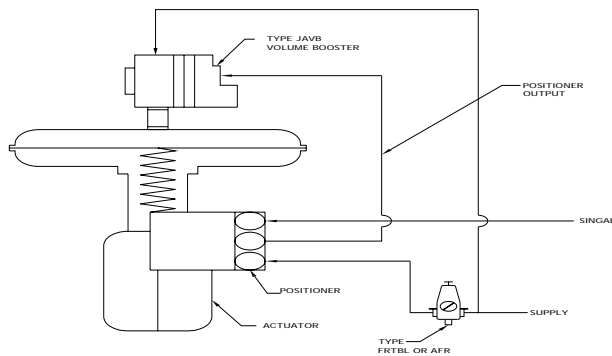 TYPE JAVB
VOLUME BOOSTER
POSITIONER
OUTPUT
SINGAL
POSITIONER
SUPPLY
ACTUATOR
TYPE
FRTBL OR AFR